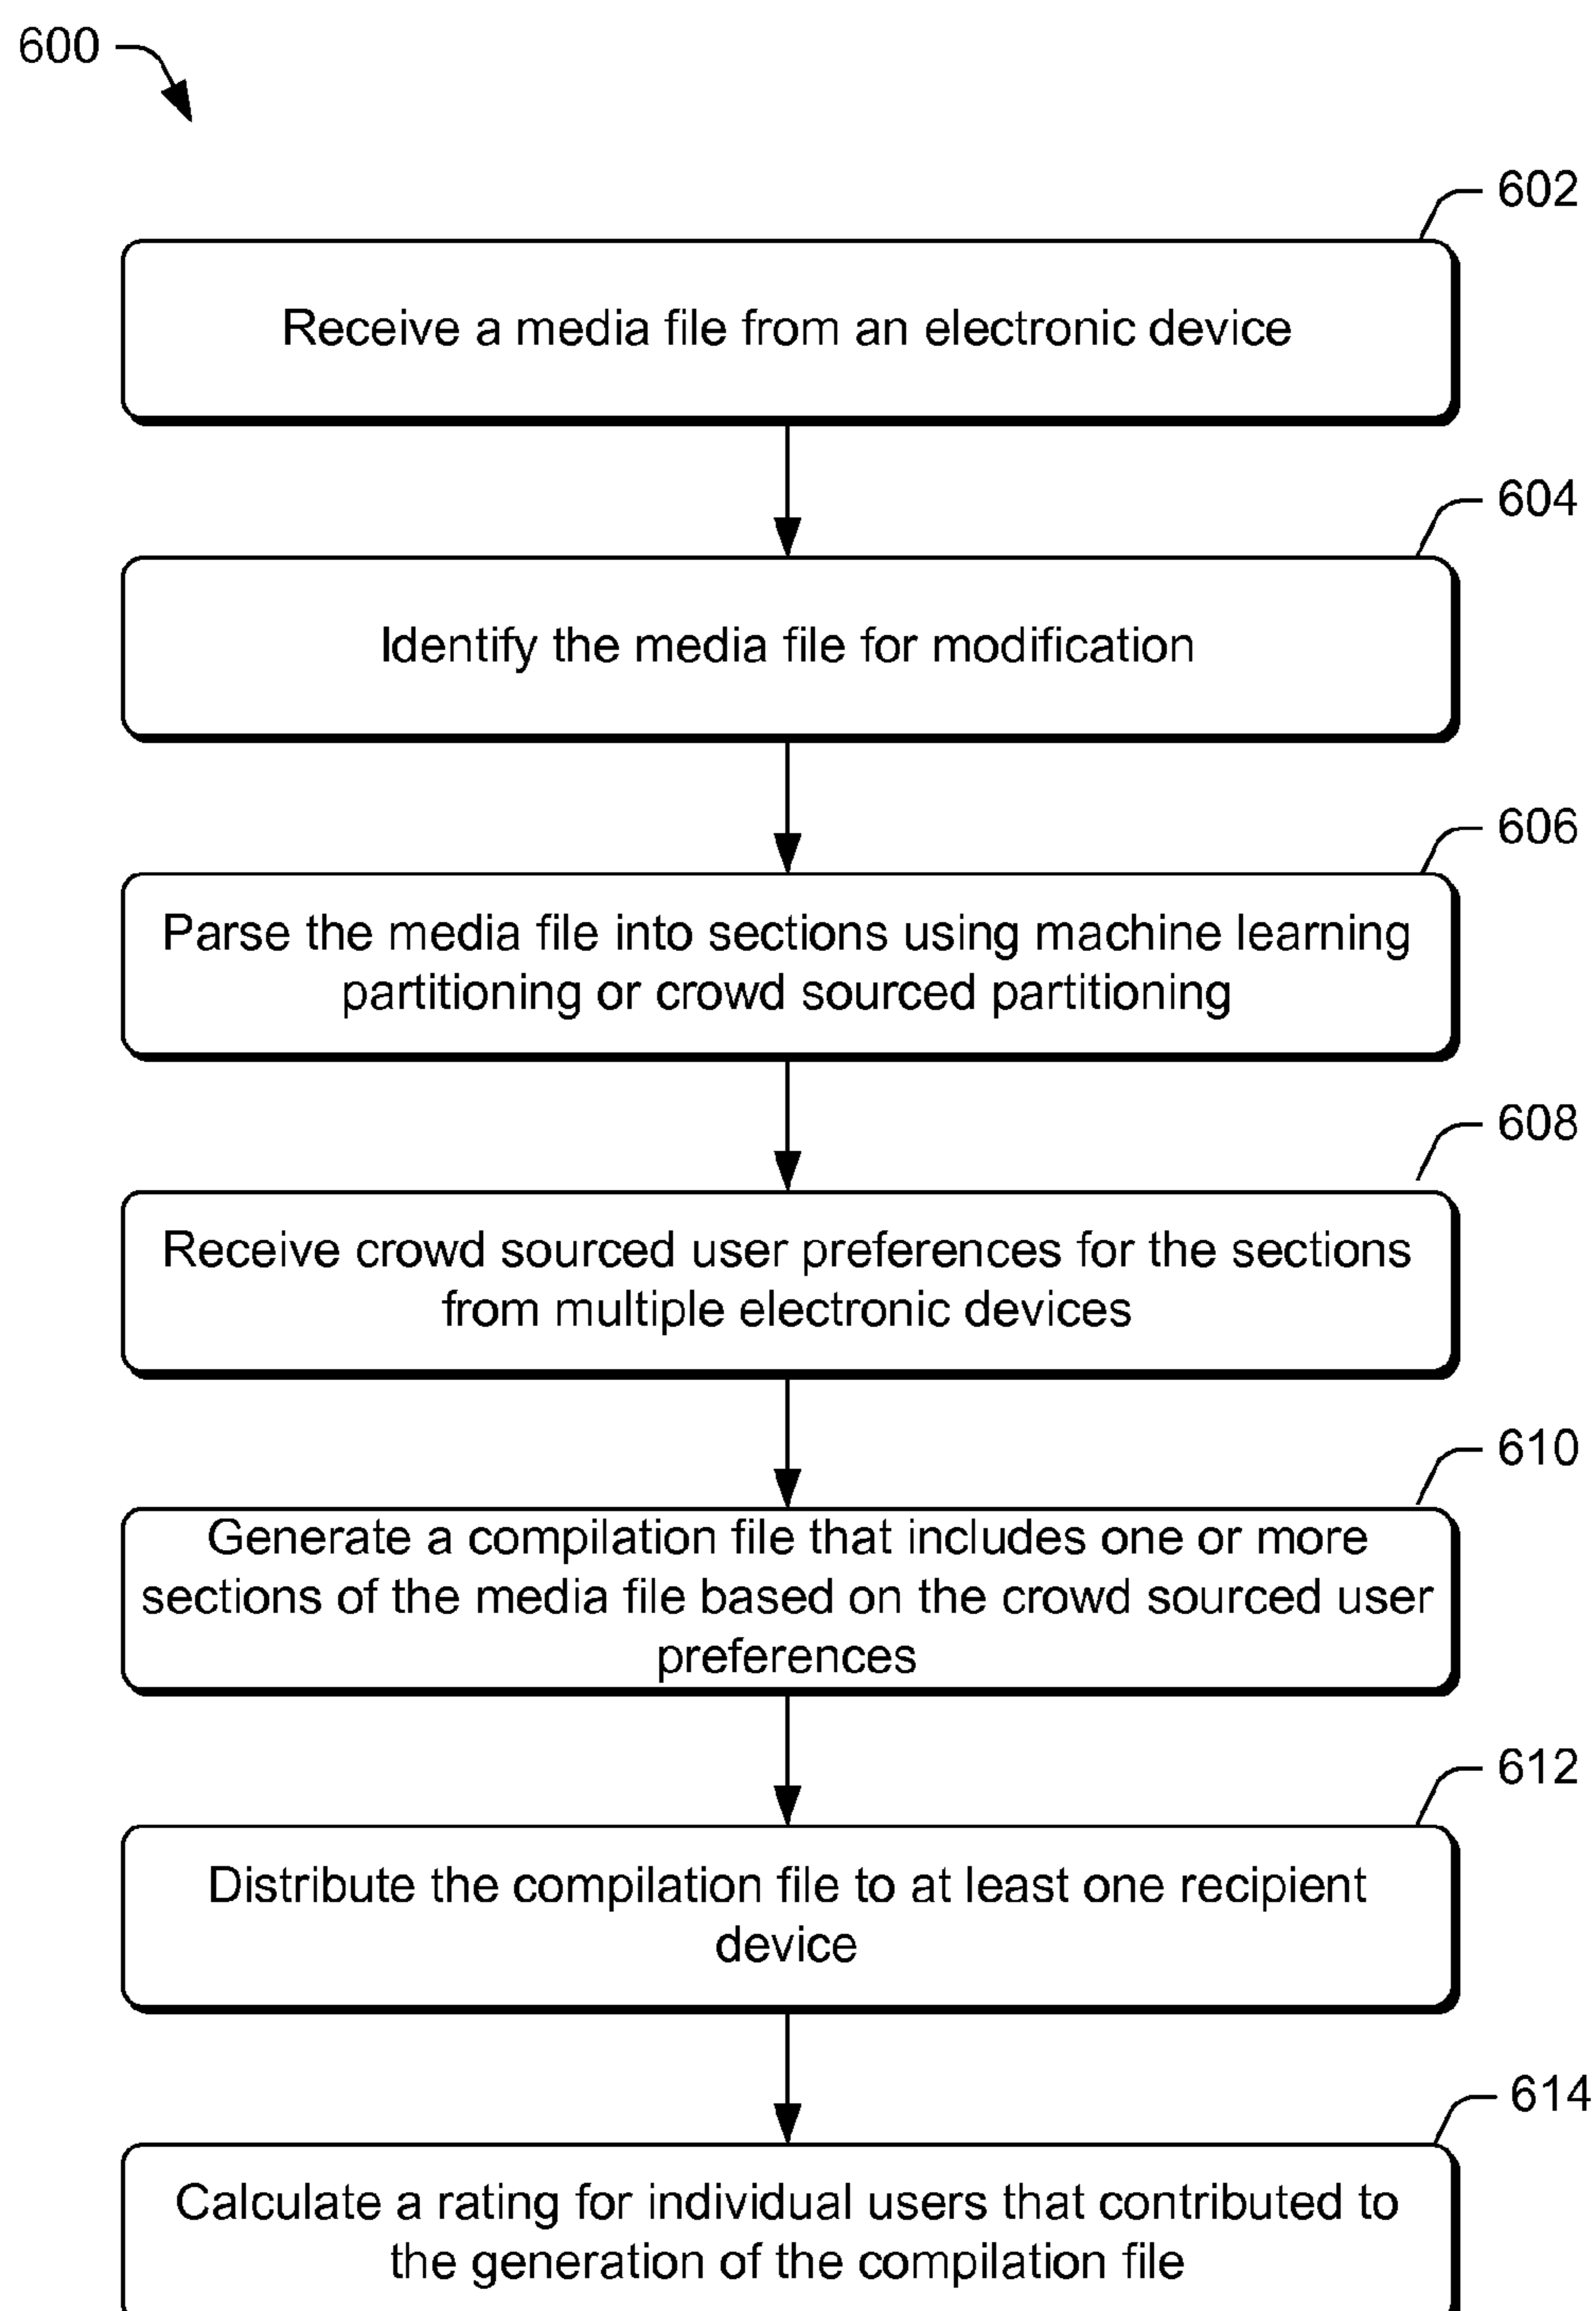 600
602
Receive a media file from an electronic device
604
Identify the media file for modification
606
Parse the media file into sections using machine learning
partitioning or crowd sourced partitioning
608
Receive crowd sourced user preferences for the sections
from multiple electronic devices
610
Generate a compilation file that includes one or more
sections of the media file based on the crowd sourced user
preferences
612
Distribute the compilation file to at least one recipient
device
614
Calculate a rating for individual users that contributed to
the generation of the compilation file